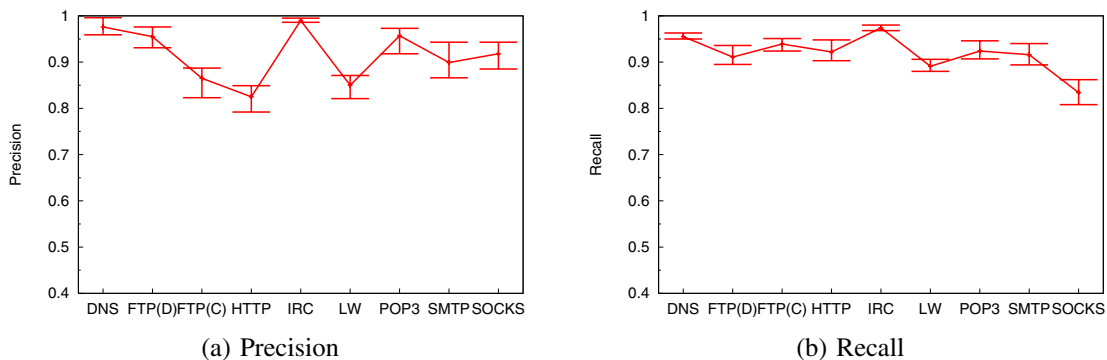 1
0.9
0.8
0.7
0.6
0.5
0.4
Precision
DNS FTP(D) FTP(C) HTTP IRC LW POP3 SMTP SOCKS
(a) Precision
1
0.9
0.8
0.7
0.6
0.5
0.4
Recall
DNS FTP(D) FTP(C) HTTP IRC LW POP3 SMTP SOCKS
(b) Recall